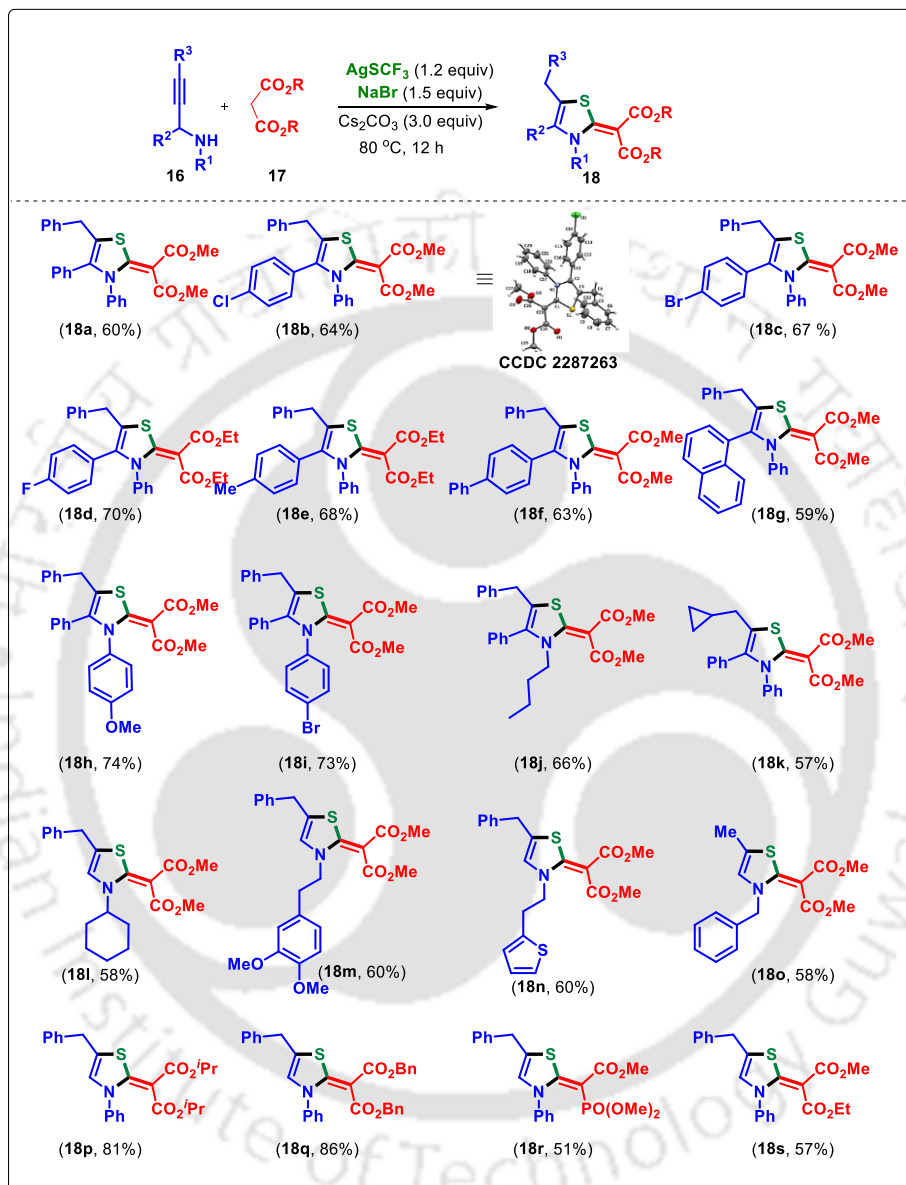 R3
R2
N
H
R1
16
+
CO2R
CO2R
17
AgSCF3 (1.2 equiv)
NaBr (1.5 equiv)
Cs2CO3 (3.0 equiv)
80 oC, 12 h
R3
S
R2
N
R1
CO2R
CO2R
18
Ph S CO2Me
Ph N CO2Me
Ph
(18a, 60%)
Ph S CO2Me
Cl N CO2Me
Ph
(18b, 64%)
≡
CCDC 2287263
Ph S CO2Me
Br N CO2Me
Ph
(18c, 67 %)
Ph S CO2Et
F N CO2Et
Ph
(18d, 70%)
Ph S CO2Et
Me N CO2Et
Ph
(18e, 68%)
Ph S CO2Me
Ph N CO2Me
Ph
(18f, 63%)
Ph S CO2Me
N CO2Me
Ph
(18g, 59%)
Ph S CO2Me
Ph N CO2Me
OMe
(18h, 74%)
Ph S CO2Me
Ph N CO2Me
Br
(18i, 73%)
Ph S CO2Me
Ph N CO2Me
(18j, 66%)
S CO2Me
Ph N CO2Me
Ph
(18k, 57%)
Ph S CO2Me
N CO2Me
(18l, 58%)
Ph S CO2Me
N CO2Me
MeO
OMe
(18m, 60%)
Ph S CO2Me
N CO2Me
S
(18n, 60%)
Me S CO2Me
N CO2Me
(18o, 58%)
Ph S CO2iPr
N CO2iPr
Ph
(18p, 81%)
Ph S CO2Bn
N CO2Bn
Ph
(18q, 86%)
Ph S CO2Me
N PO(OMe)2
Ph
(18r, 51%)
Ph S CO2Me
N CO2Et
Ph
(18s, 57%)
Indian Institute of Technology Guwa